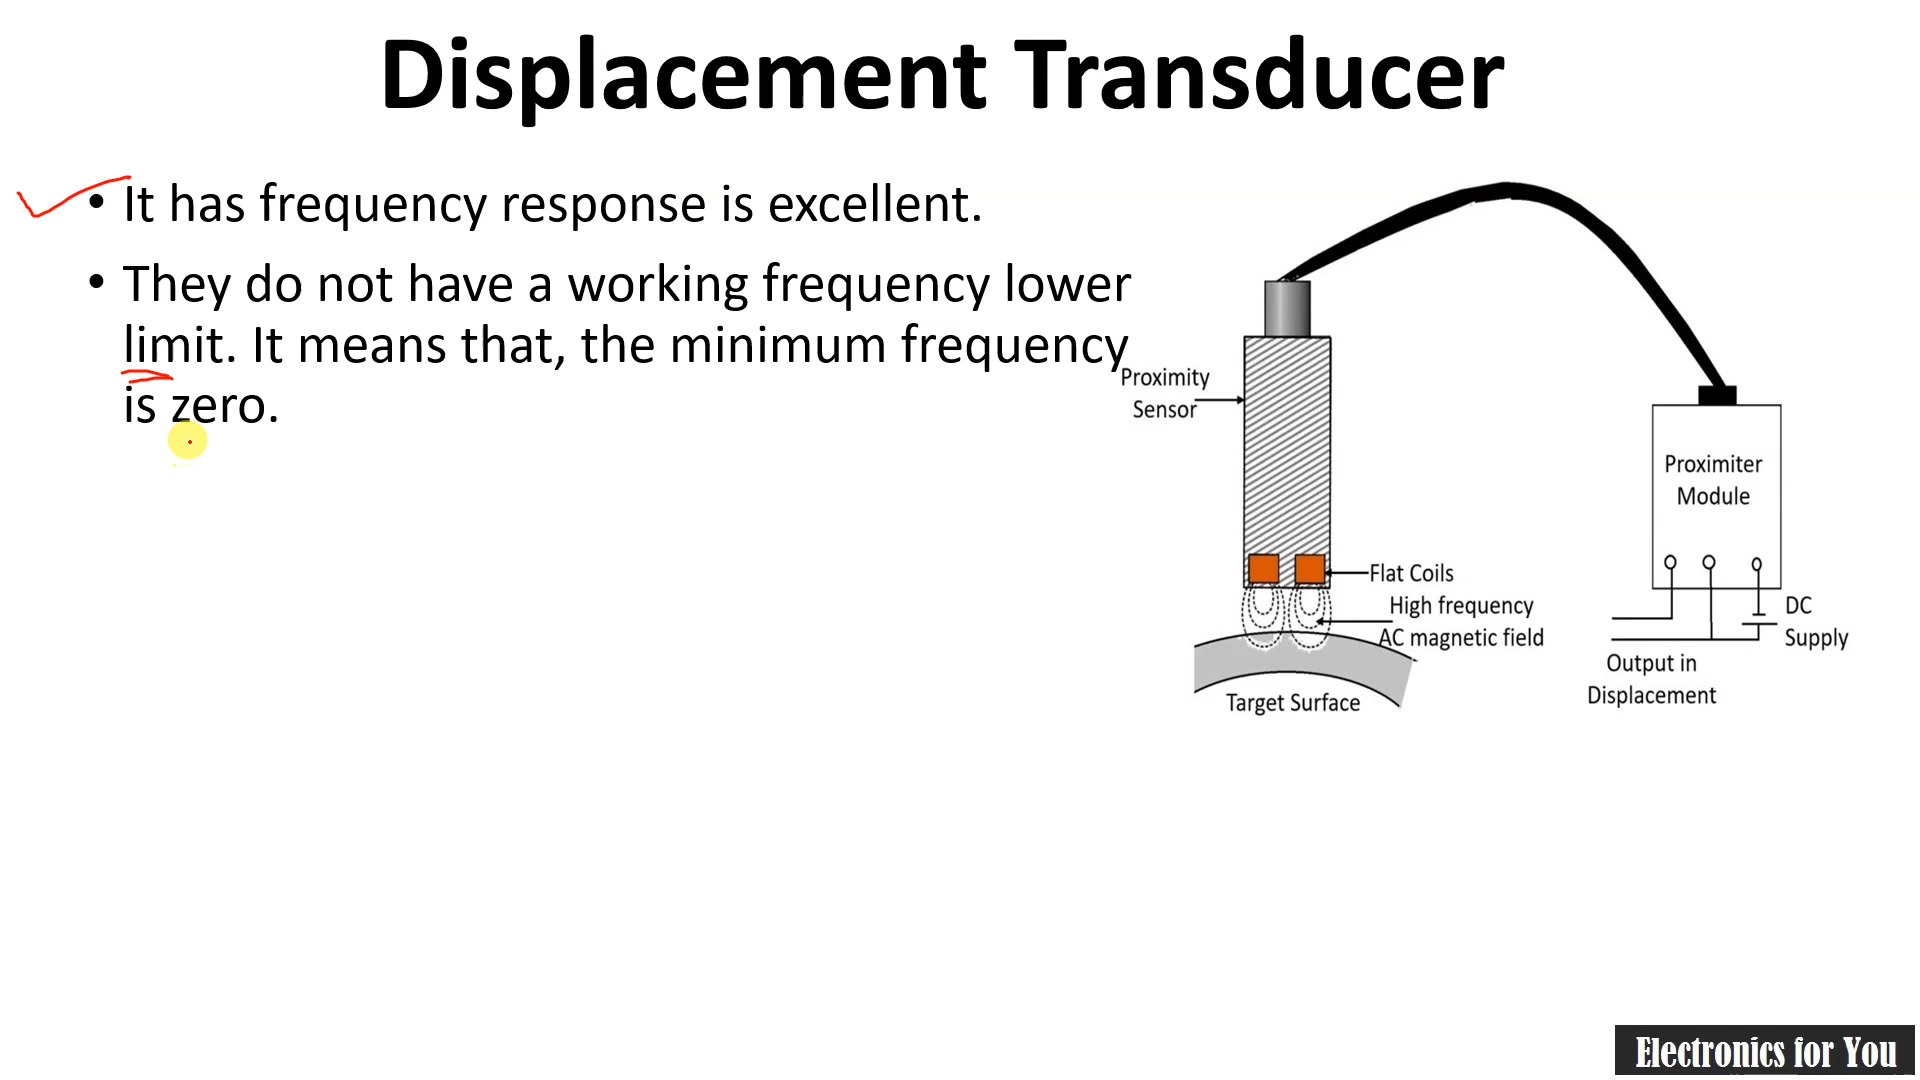 Displacement Transducer
• It has frequency response is excellent.
• They do not have a working frequency lower
limit. It means that, the minimum frequency
is zero.
Proximity
Sensor
Proximiter
Module
Flat Coils
High frequency
AC magnetic field
Target Surface
DC
Supply
Output in
Displacement
Electronics for You